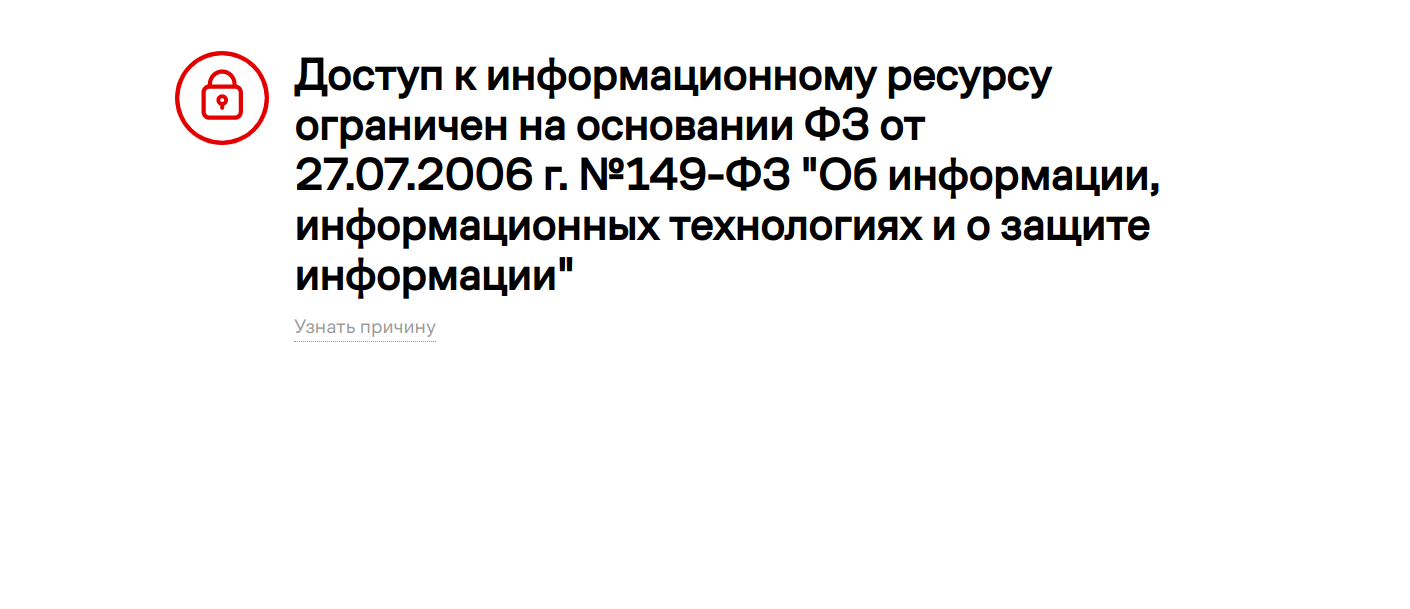 Доступ к информационному ресурсу
ограничен на основании ФЗ от
27.07.2006 г. №149-ФЗ "Об информации,
информационных технологиях и о защите
информации"
Узнать причину